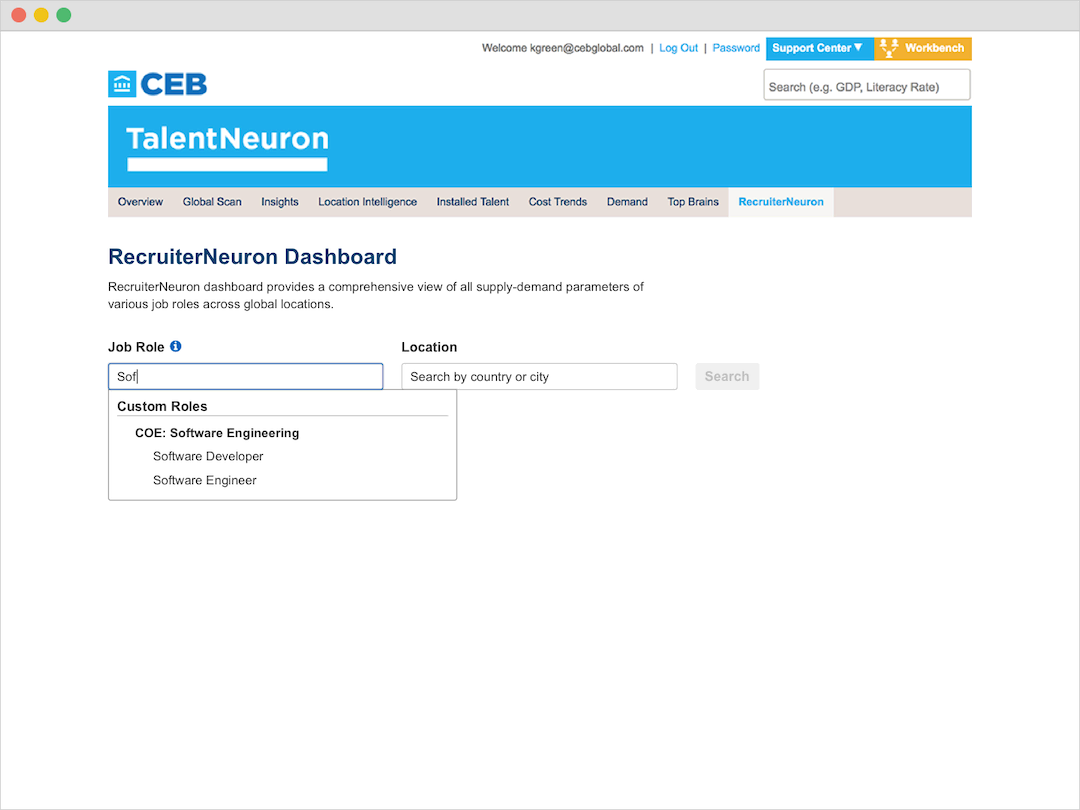 Welcome kgreen@cebglobal.com | Log Out | Password Support Center ▼ Workbench
CEB
Search (e.g. GDP, Literacy Rate)
TalentNeuron
Overview Global Scan Insights Location Intelligence Installed Talent Cost Trends Demand Top Brains RecruiterNeuron
RecruiterNeuron Dashboard
RecruiterNeuron dashboard provides a comprehensive view of all supply-demand parameters of
various job roles across global locations.
Job Role i Location
Sof Search by country or city Search
Custom Roles
COE: Software Engineering
Software Developer
Software Engineer